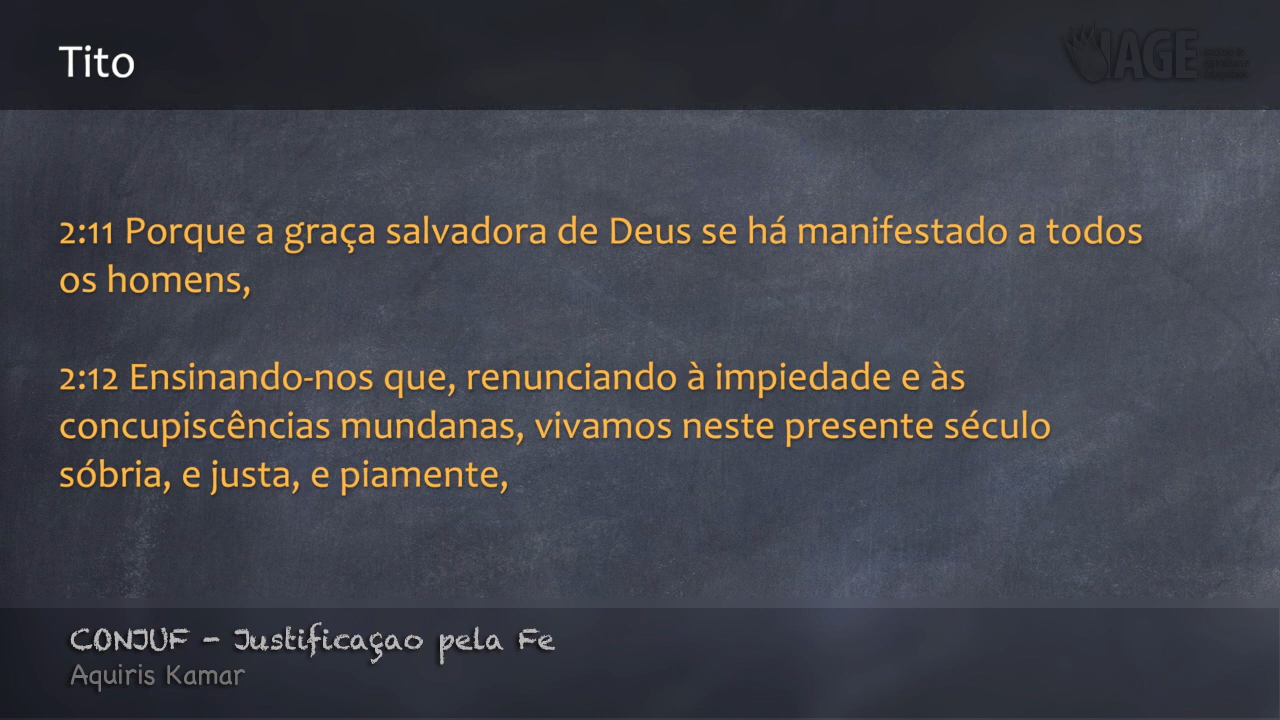 Tito
IAGE
2:11 Porque a graça salvadora de Deus se há manifestado a todos
os homens,
2:12 Ensinando-nos que, renunciando à impiedade e às
concupiscências mundanas, vivamos neste presente século
sóbria, e justa, e piamente,
CONJUF - Justificaçao pela Fe
Aquiris Kamar